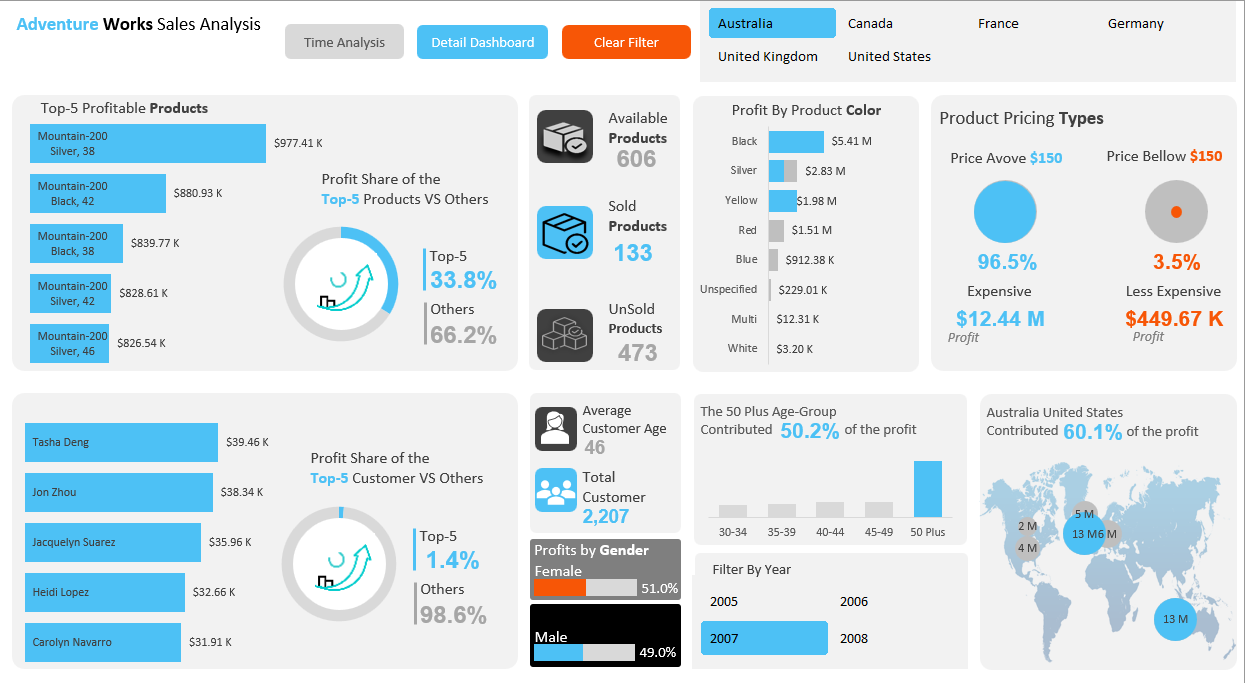 Adventure Works Sales Analysis
Time Analysis
Detail Dashboard
Clear Filter
Australia
Canada
France
Germany
United Kingdom
United States
Top-5 Profitable Products
Mountain-200
Silver, 38
$977.41 K
Mountain-200
Black, 42
$880.93 K
Mountain-200
Black, 38
$839.77 K
Mountain-200
Silver, 42
$828.61 K
Mountain-200
Silver, 46
$826.54 K
Profit Share of the
Top-5 Products VS Others
Top-5
33.8%
Others
66.2%
Available
Products
606
Sold
Products
133
UnSold
Products
473
Profit By Product Color
Black
$5.41 M
Silver
$2.83 M
Yellow
$1.98 M
Red
$1.51 M
Blue
$912.38 K
Unspecified
$229.01 K
Multi
$12.31 K
White
$3.20 K
Product Pricing Types
Price Avove $150
96.5%
Expensive
$12.44 M
Profit
Price Bellow $150
3.5%
Less Expensive
$449.67 K
Profit
Tasha Deng
$39.46 K
Jon Zhou
$38.34 K
Jacquelyn Suarez
$35.96 K
Heidi Lopez
$32.66 K
Carolyn Navarro
$31.91 K
Profit Share of the
Top-5 Customer VS Others
Top-5
1.4%
Others
98.6%
Average
Customer Age
46
Total
Customer
2,207
Profits by Gender
Female
51.0%
Male
49.0%
The 50 Plus Age-Group
Contributed 50.2% of the profit
30-34
35-39
40-44
45-49
50 Plus
Filter By Year
2005
2006
2007
2008
Australia United States
Contributed 60.1% of the profit
5 M
2 M
13 M
6 M
4 M
13 M